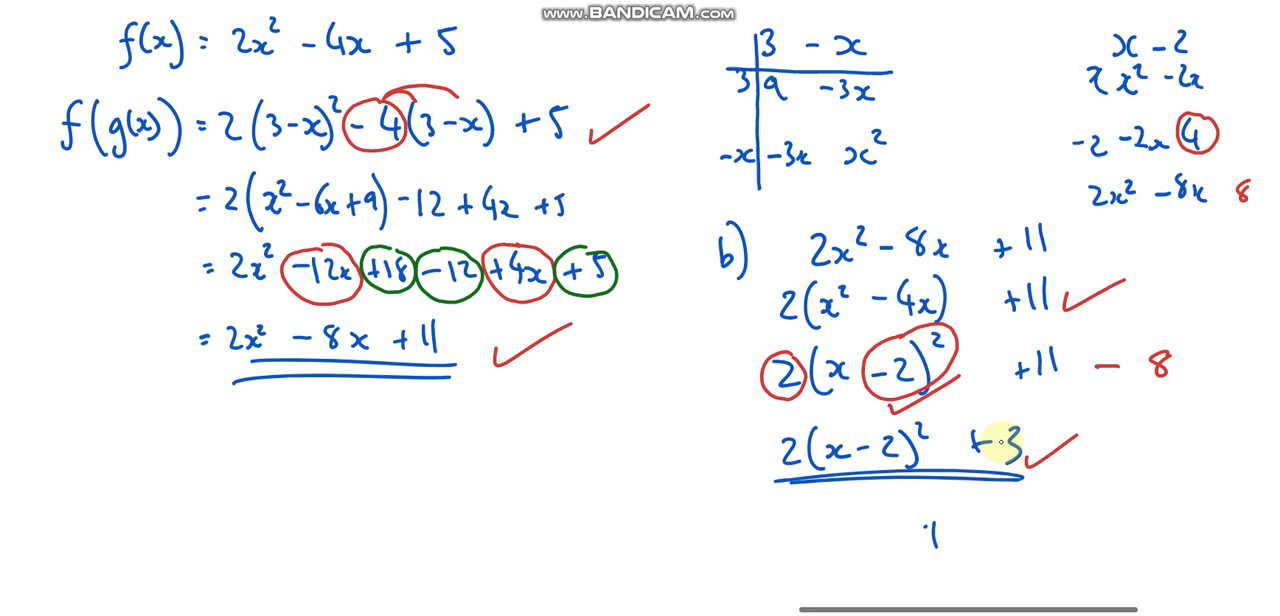 www.BANDICAM.com
f(x) = 2x² - 4x + 5
f(g(x)) = 2(3-x)² - 4(3-x) + 5
= 2(x² - 6x + 9) - 12 + 4x + 5
= 2x² - 12x + 18 - 12 + 4x + 5
= 2x² - 8x + 11
3 - x
3 9 -3x
-x -3x x²
x - 2
x x² -2x
-2 -2x 4
2x² -8x 8
b) 2x² - 8x + 11
2(x² - 4x) + 11
2(x - 2)² + 11 - 8
2(x - 2)² + 3